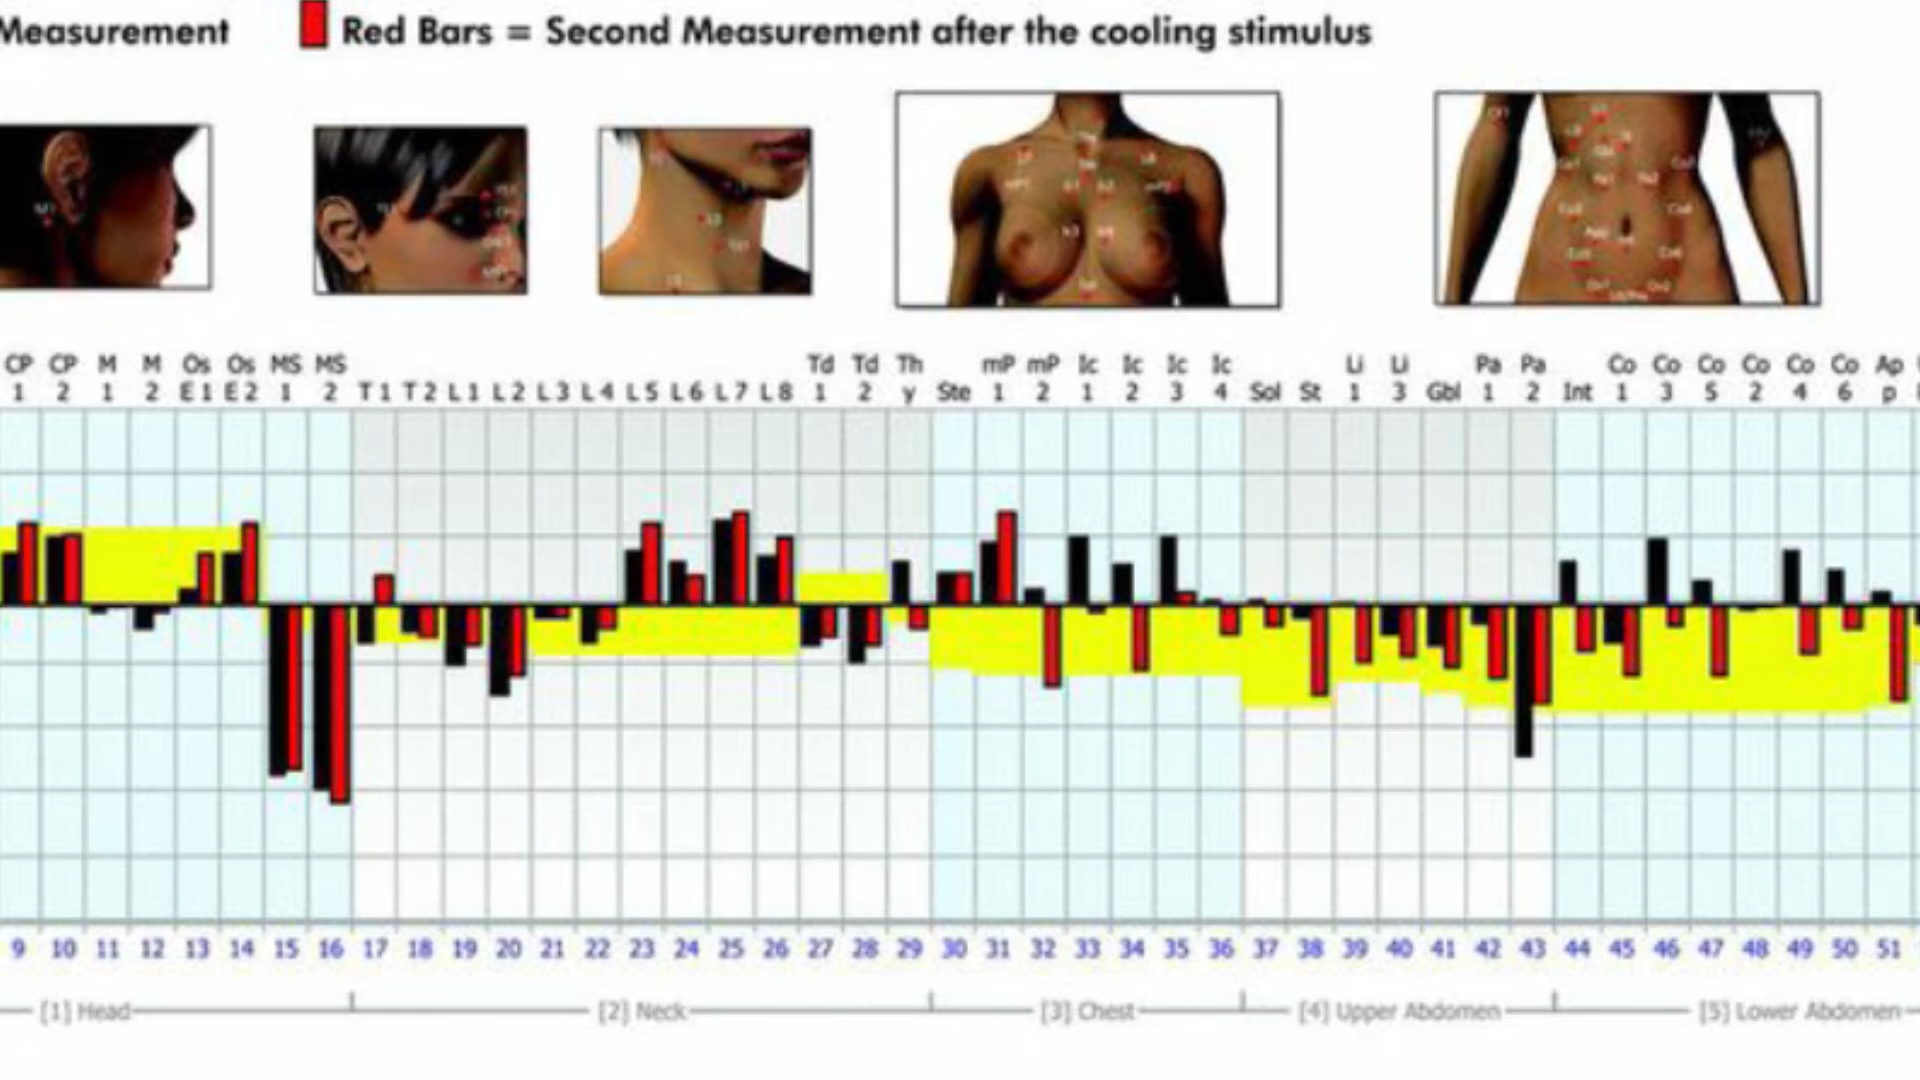 Measurement
Red Bars = Second Measurement after the cooling stimulus
CP CP M M Os Os MS MS Td Td Th mP mP Ic Ic Ic Ic Li Li Pa Pa Co Co Co Co Co Co Ap
1 2 1 2 E1 E2 1 2 T1 T2 L1 L2 L3 L4 L5 L6 L7 L8 1 2 y Ste 1 2 1 2 3 4 Sol St 1 3 Gbl 1 2 Int 1 3 5 2 4 6 p
9 10 11 12 13 14 15 16 17 18 19 20 21 22 23 24 25 26 27 28 29 30 31 32 33 34 35 36 37 38 39 40 41 42 43 44 45 46 47 48 49 50 51
[1] Head [2] Neck [3] Chest [4] Upper Abdomen [5] Lower Abdomen